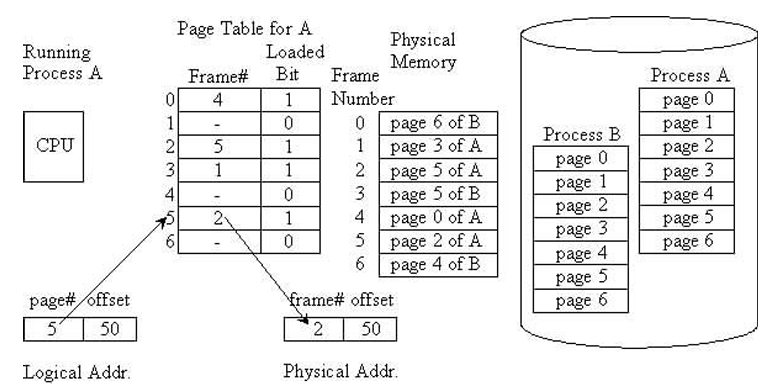 Page Table for A
Running
Process A
CPU
Frame#
Loaded
Bit
0 4 1
1 - 0
2 5 1
3 1 1
4 - 0
5 2 1
6 - 0
Physical
Memory
Frame
Number
0 page 6 of B
1 page 3 of A
2 page 5 of A
3 page 5 of B
4 page 0 of A
5 page 2 of A
6 page 4 of B
Process B
page 0
page 1
page 2
page 3
page 4
page 5
page 6
Process A
page 0
page 1
page 2
page 3
page 4
page 5
page 6
page# offset
5 50
Logical Addr.
frame# offset
2 50
Physical Addr.